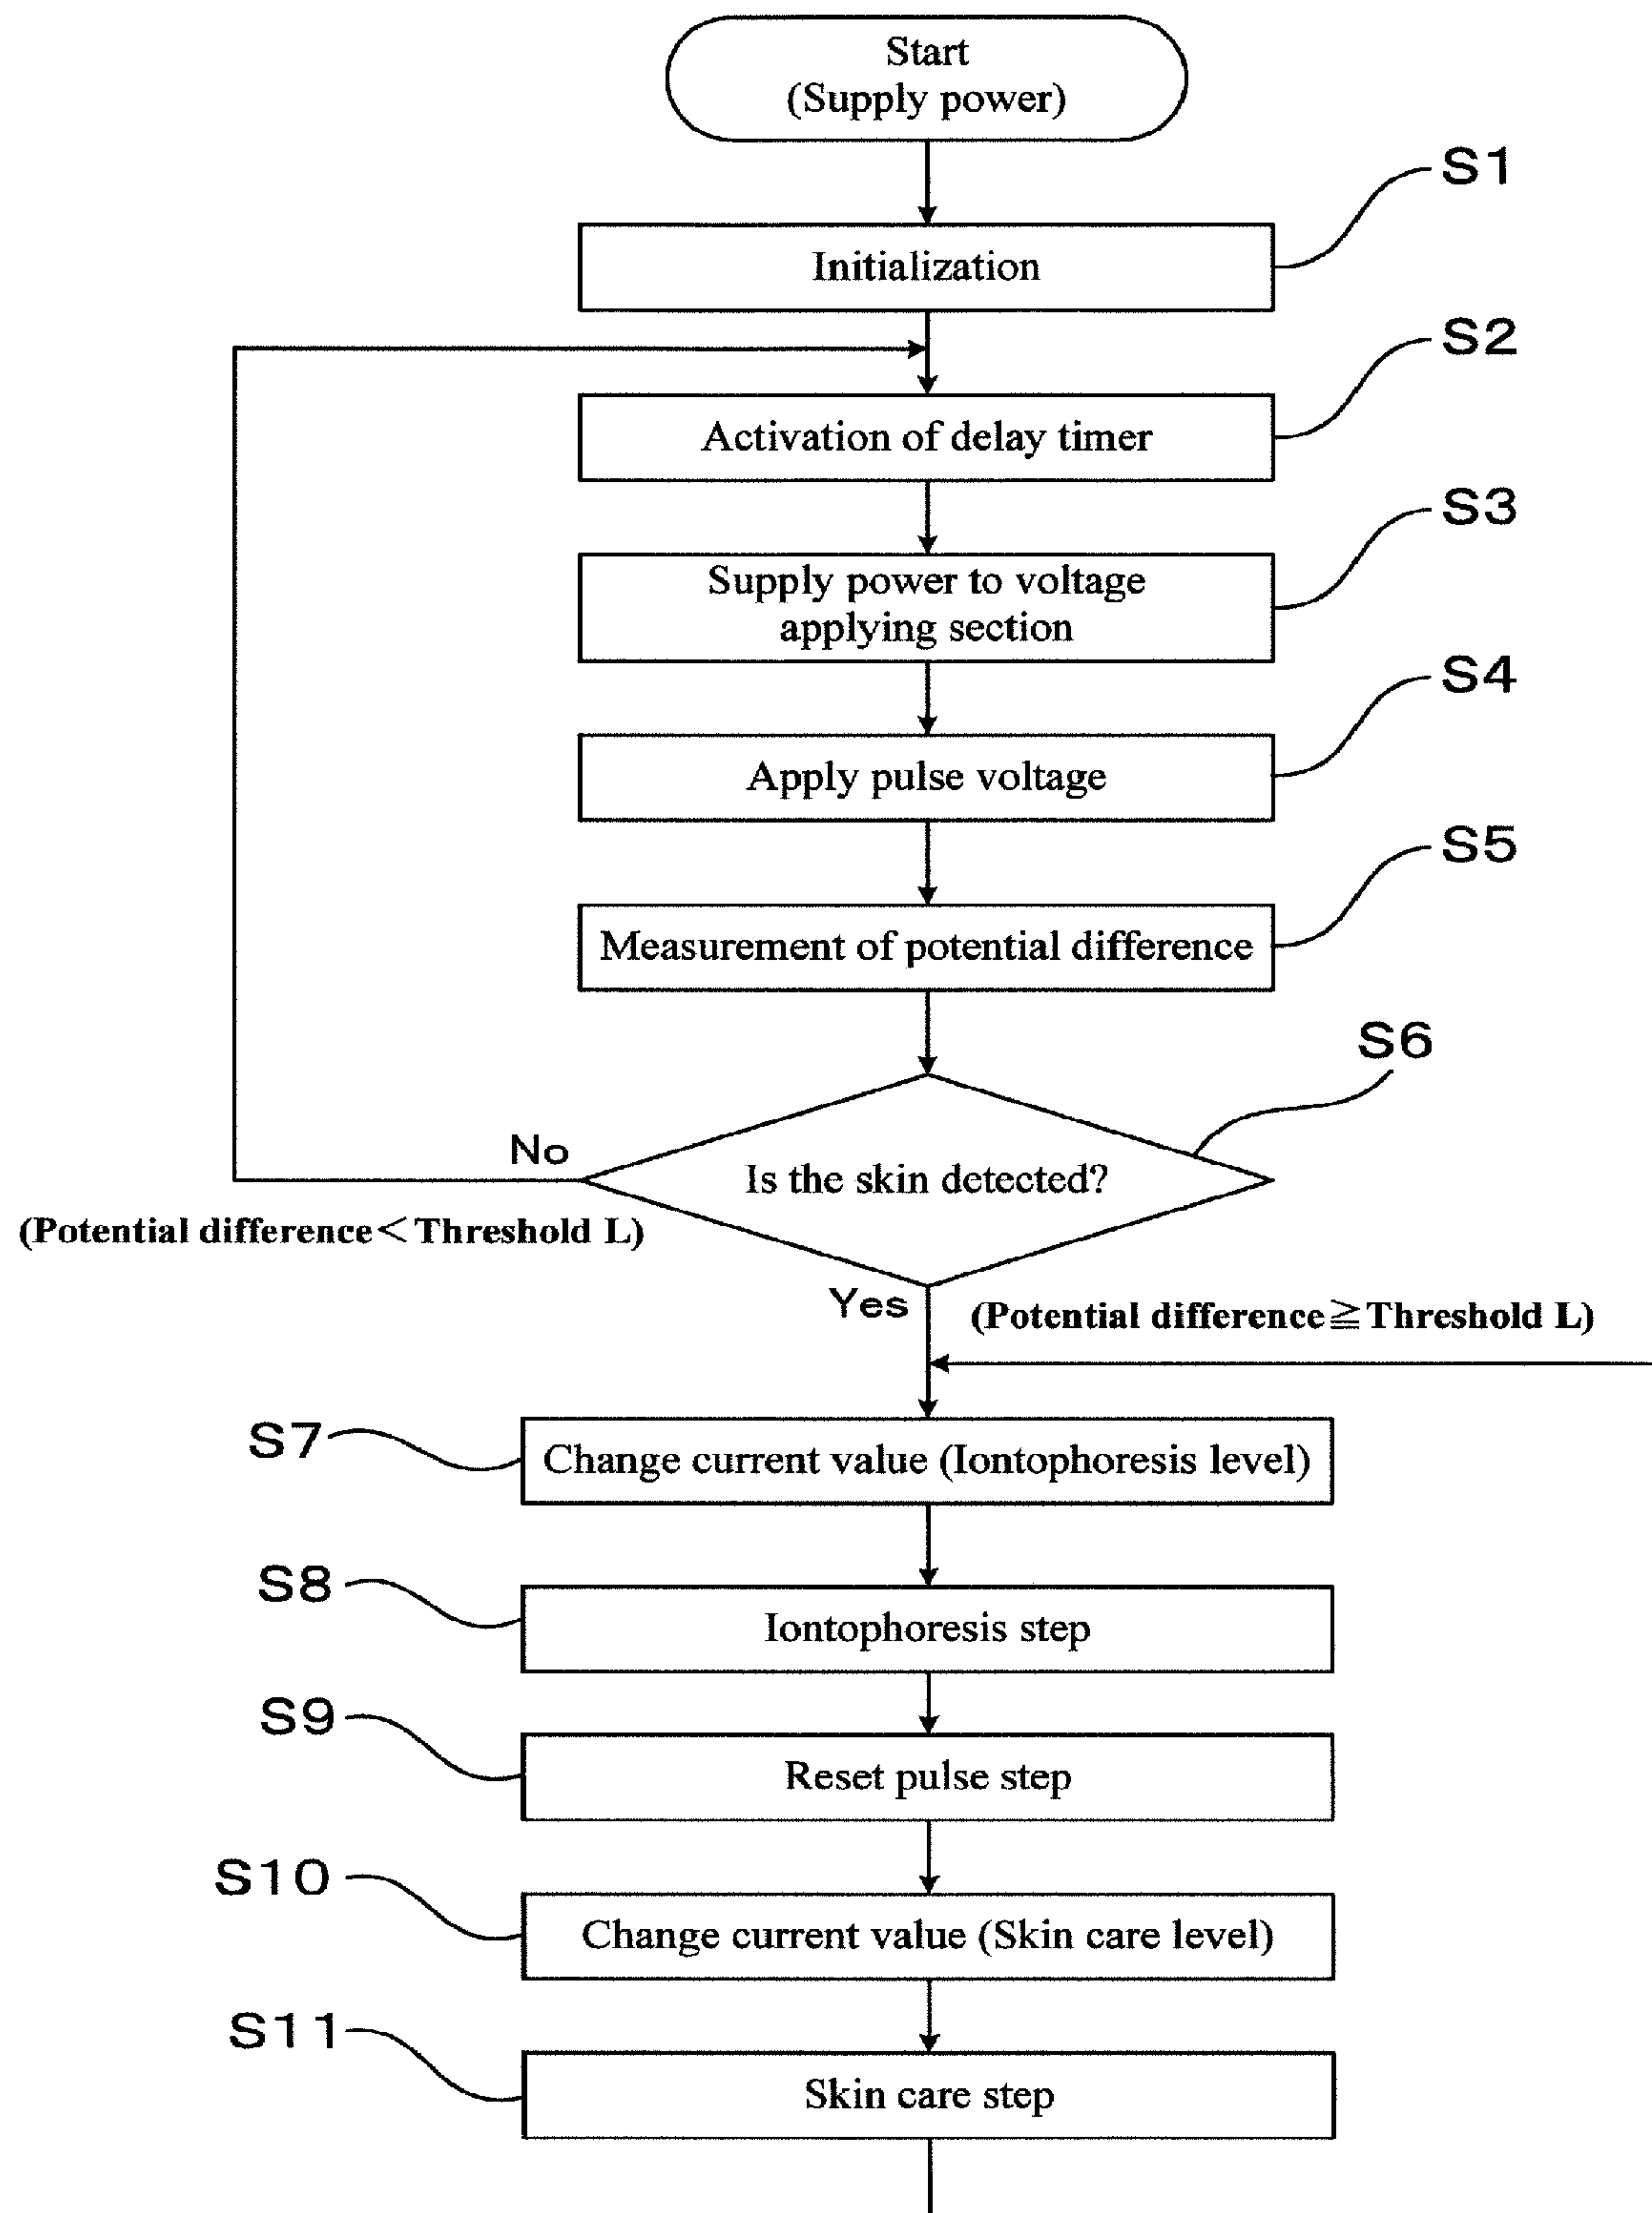 Start
(Supply power)
S1
Initialization
S2
Activation of delay timer
S3
Supply power to voltage
applying section
S4
Apply pulse voltage
S5
Measurement of potential difference
S6
Is the skin detected?
No
(Potential difference<Threshold L)
Yes
(Potential difference≧Threshold L)
S7
Change current value (Iontophoresis level)
S8
Iontophoresis step
S9
Reset pulse step
S10
Change current value (Skin care level)
S11
Skin care step